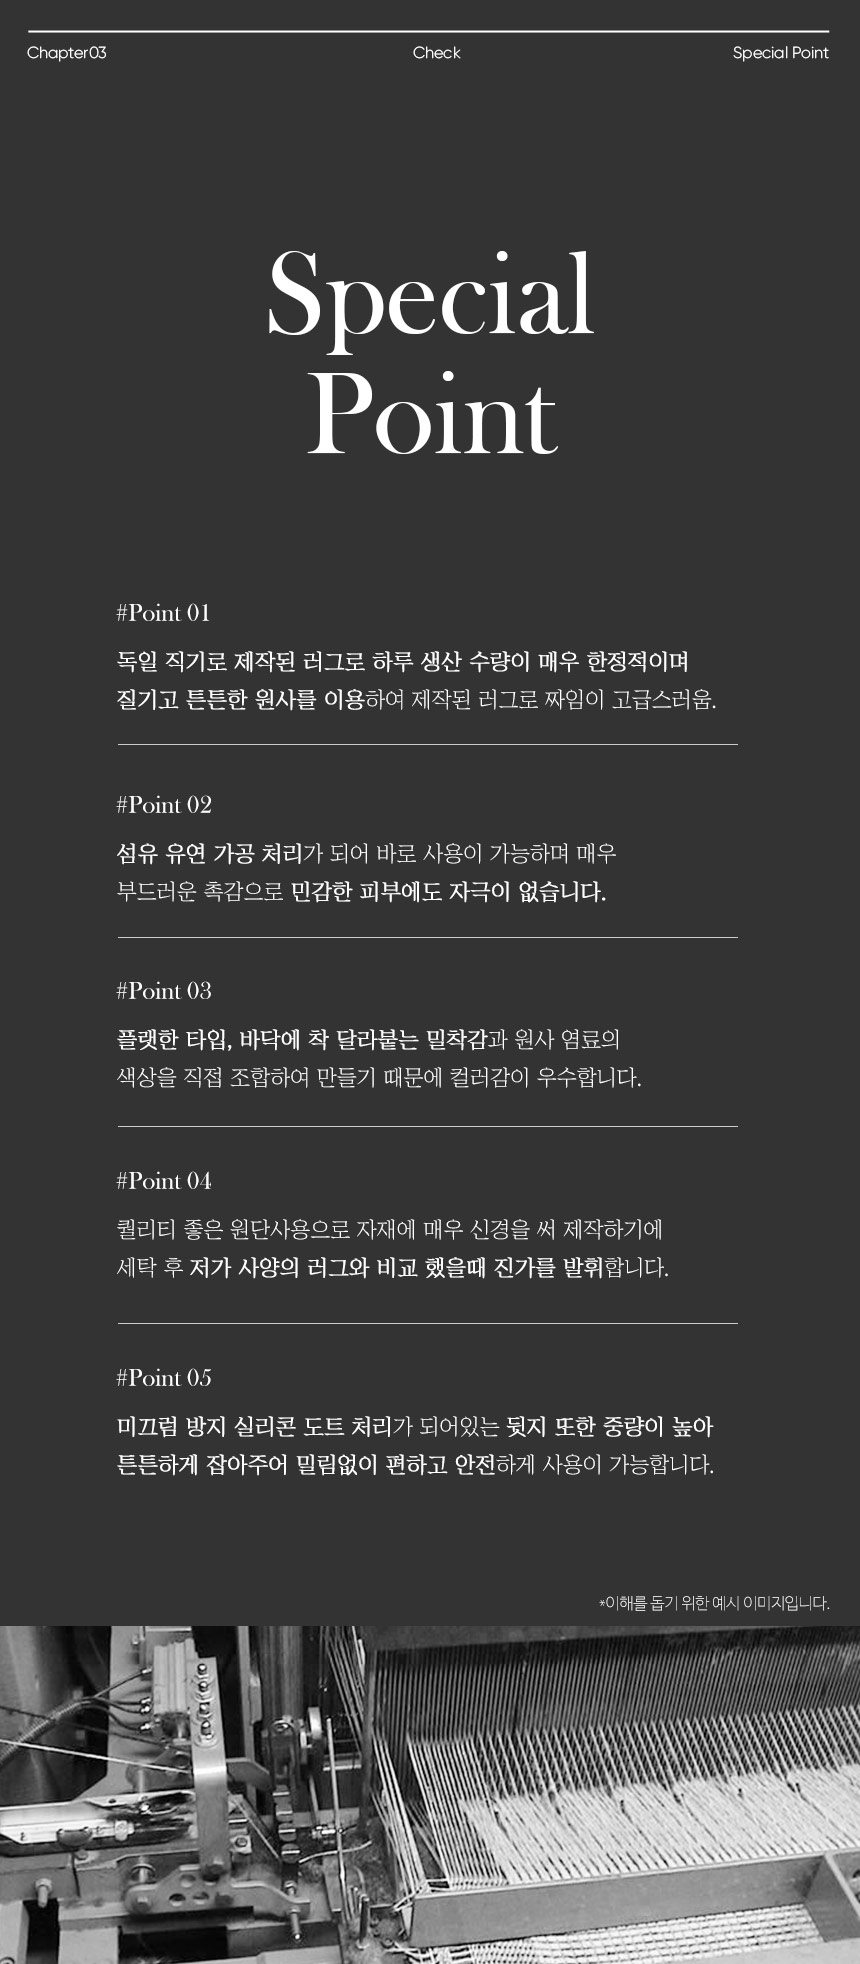 Chapter03 Check Special Point
Special
Point
#Point 01
독일 직기로 제작된 러그로 하루 생산 수량이 매우 한정적이며
질기고 튼튼한 원사를 이용하여 제작된 러그로 짜임이 고급스러움.
#Point 02
섬유 유연 가공 처리가 되어 바로 사용이 가능하며 매우
부드러운 촉감으로 민감한 피부에도 자극이 없습니다.
#Point 03
플랫한 타입, 바닥에 착 달라붙는 밀착감과 원사 염료의
색상을 직접 조합하여 만들기 때문에 컬러감이 우수합니다.
#Point 04
퀄리티 좋은 원단사용으로 자재에 매우 신경을 써 제작하기에
세탁 후 저가 사양의 러그와 비교 했을때 진가를 발휘합니다.
#Point 05
미끄럼 방지 실리콘 도트 처리가 되어있는 뒷지 또한 중량이 높아
튼튼하게 잡아주어 밀림없이 편하고 안전하게 사용이 가능합니다.
*이해를 돕기 위한 예시 이미지입니다.